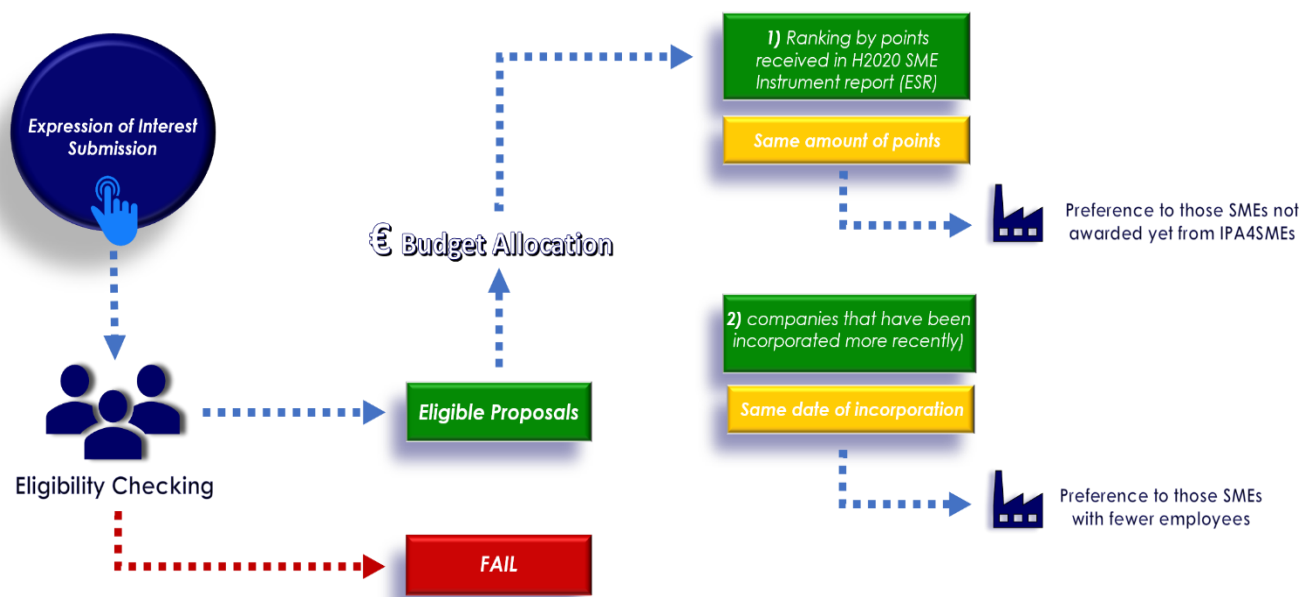 Expression of Interest
Submission
Eligibility Checking
Eligible Proposals
FAIL
€ Budget Allocation
1) Ranking by points
received in H2020 SME
Instrument report (ESR)
Same amount of points
Preference to those SMEs not
awarded yet from IPA4SMEs
2) companies that have been
incorporated more recently)
Same date of incorporation
Preference to those SMEs
with fewer employees